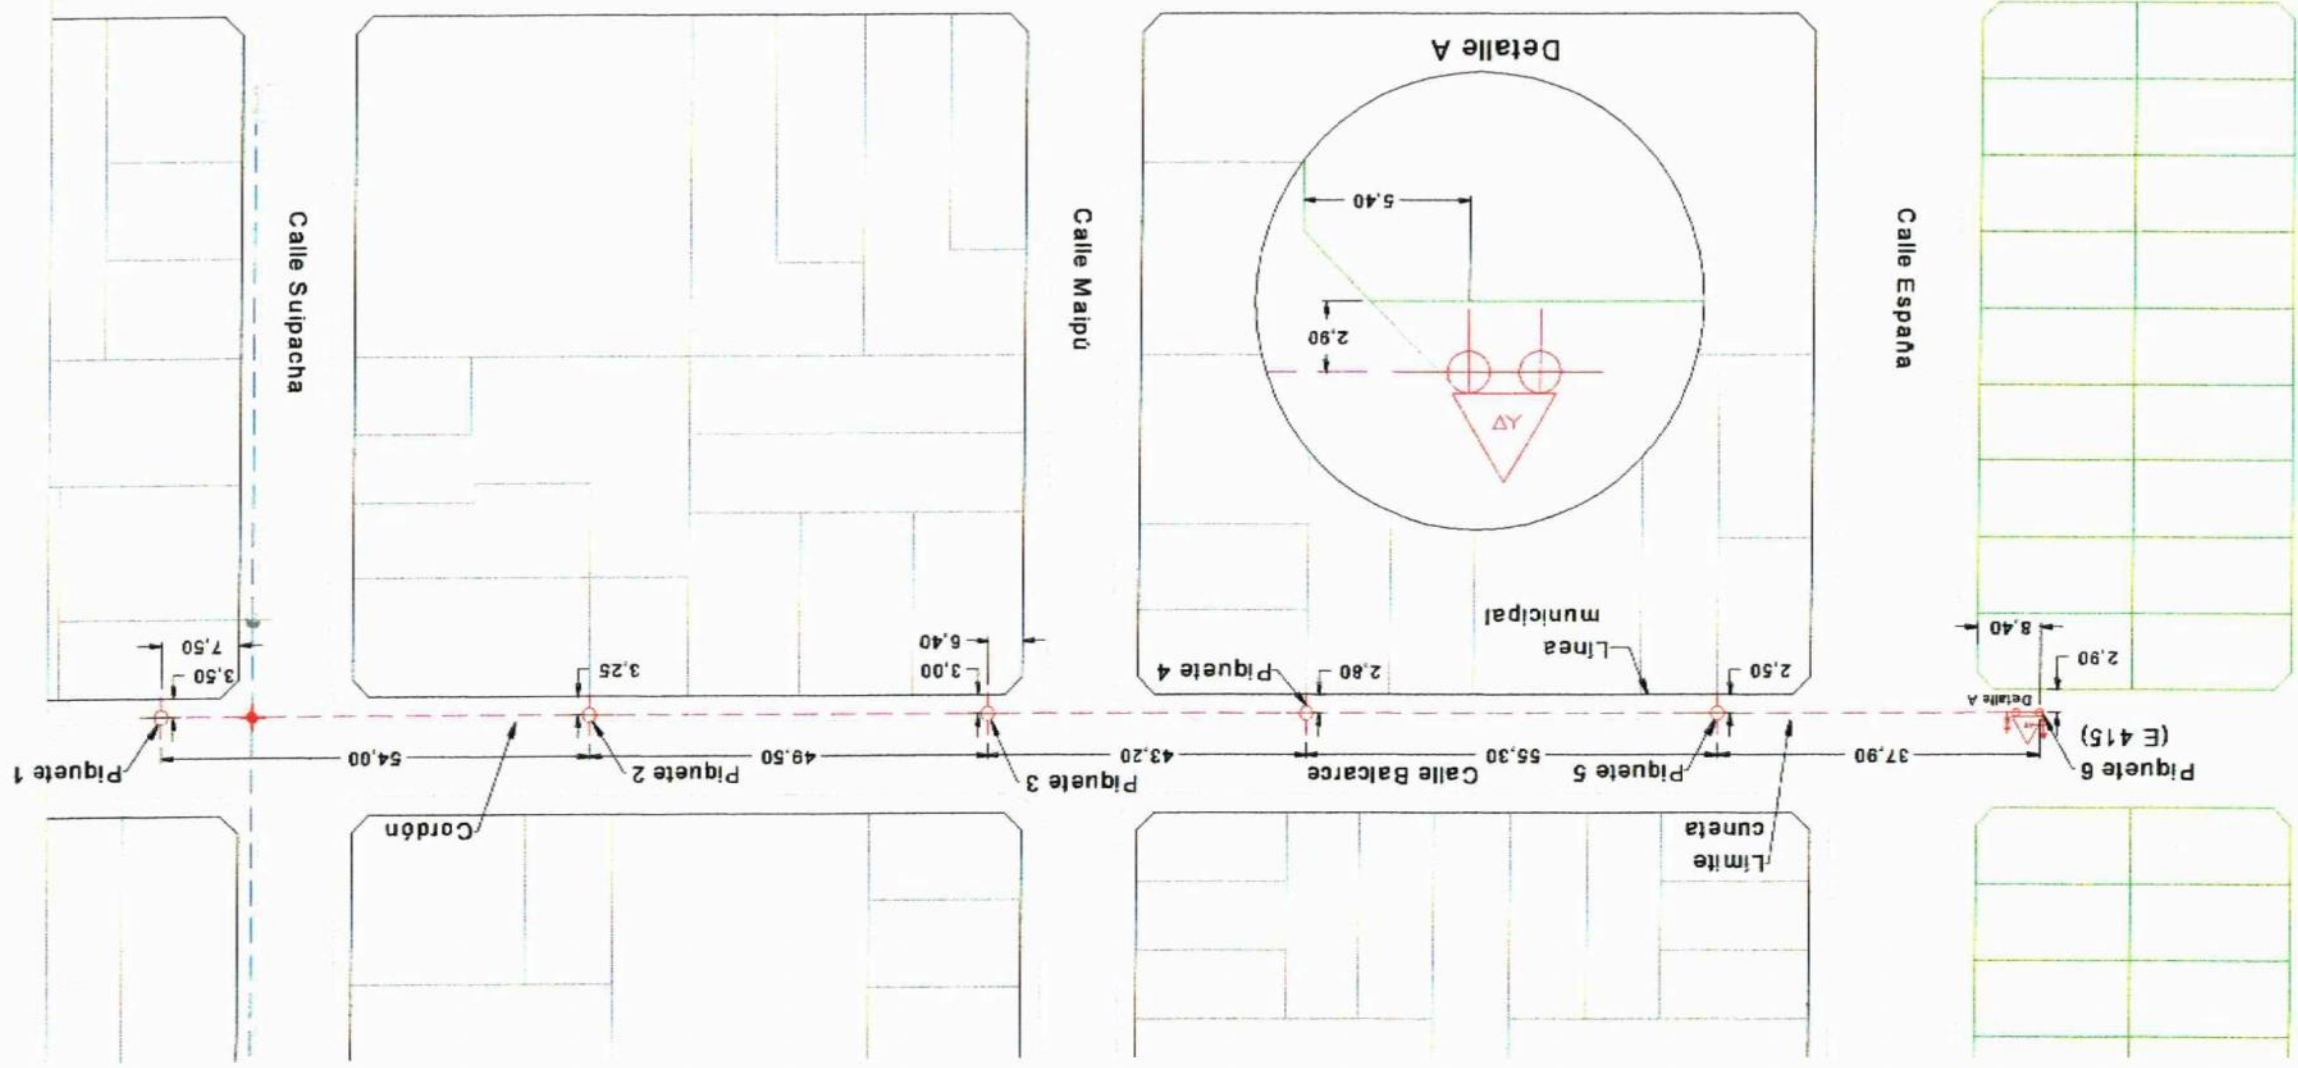 Detalle A
5,40
2,90
ΔY
Calle Suipacha
Calle Maipú
Calle España
7,50
3,50
3,25
6,40
3,00
Piquete 4
2,80
Línea
municipal
2,50
8,40
2,90
Detalle A
(E 415)
Piquete 6
Piquete 1
54,00
Piquete 2
49,50
Piquete 3
43,20
Calle Balcarce
55,30
Piquete 5
37,90
Cordón
Límite
cuneta